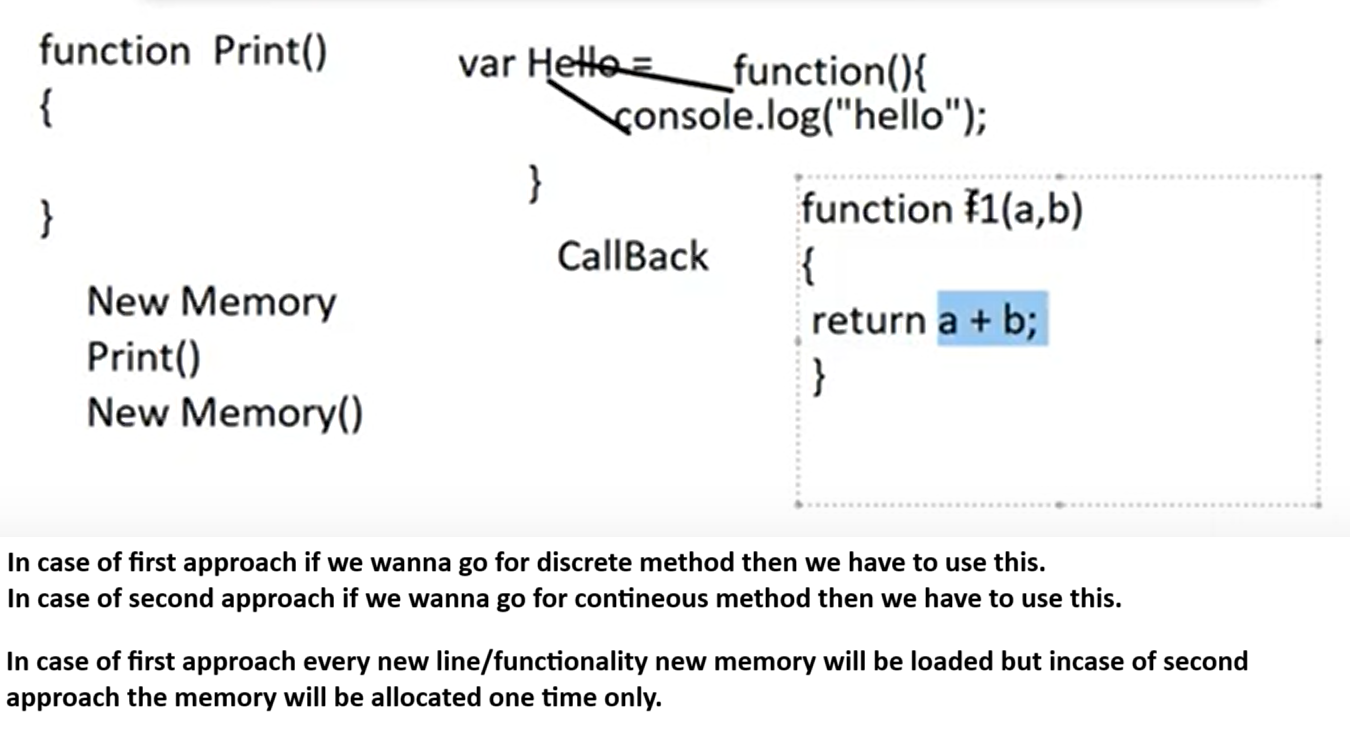 function Print()
{
}
New Memory
Print()
New Memory()
var Hello =
function(){
console.log("hello");
}
CallBack
function f1(a,b)
{
return a + b;
}
In case of first approach if we wanna go for discrete method then we have to use this.
In case of second approach if we wanna go for contineous method then we have to use this.
In case of first approach every new line/functionality new memory will be loaded but incase of second
approach the memory will be allocated one time only.